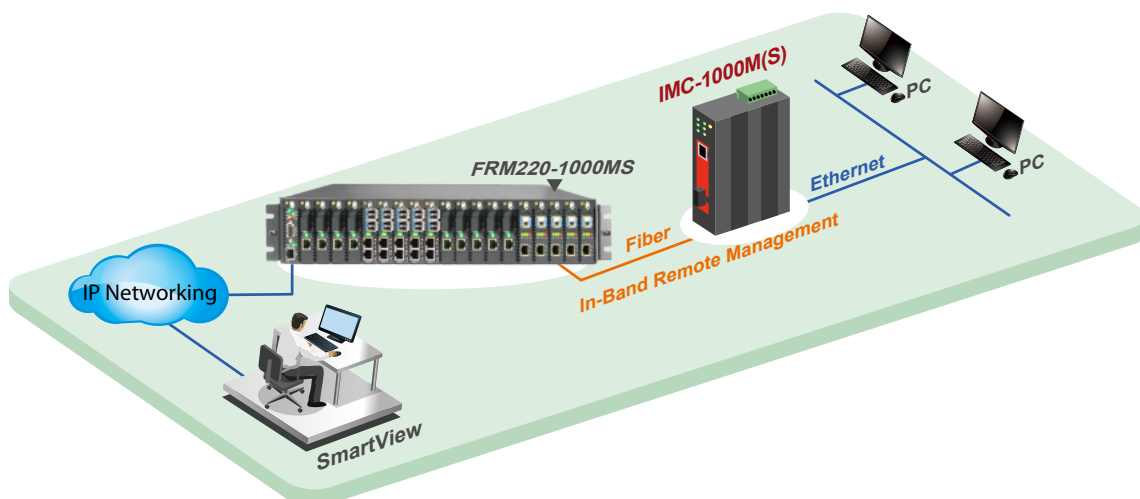 IMC-1000M(S)
PC
PC
FRM220-1000MS
Ethernet
Fiber
In-Band Remote Management
IP Networking
SmartView